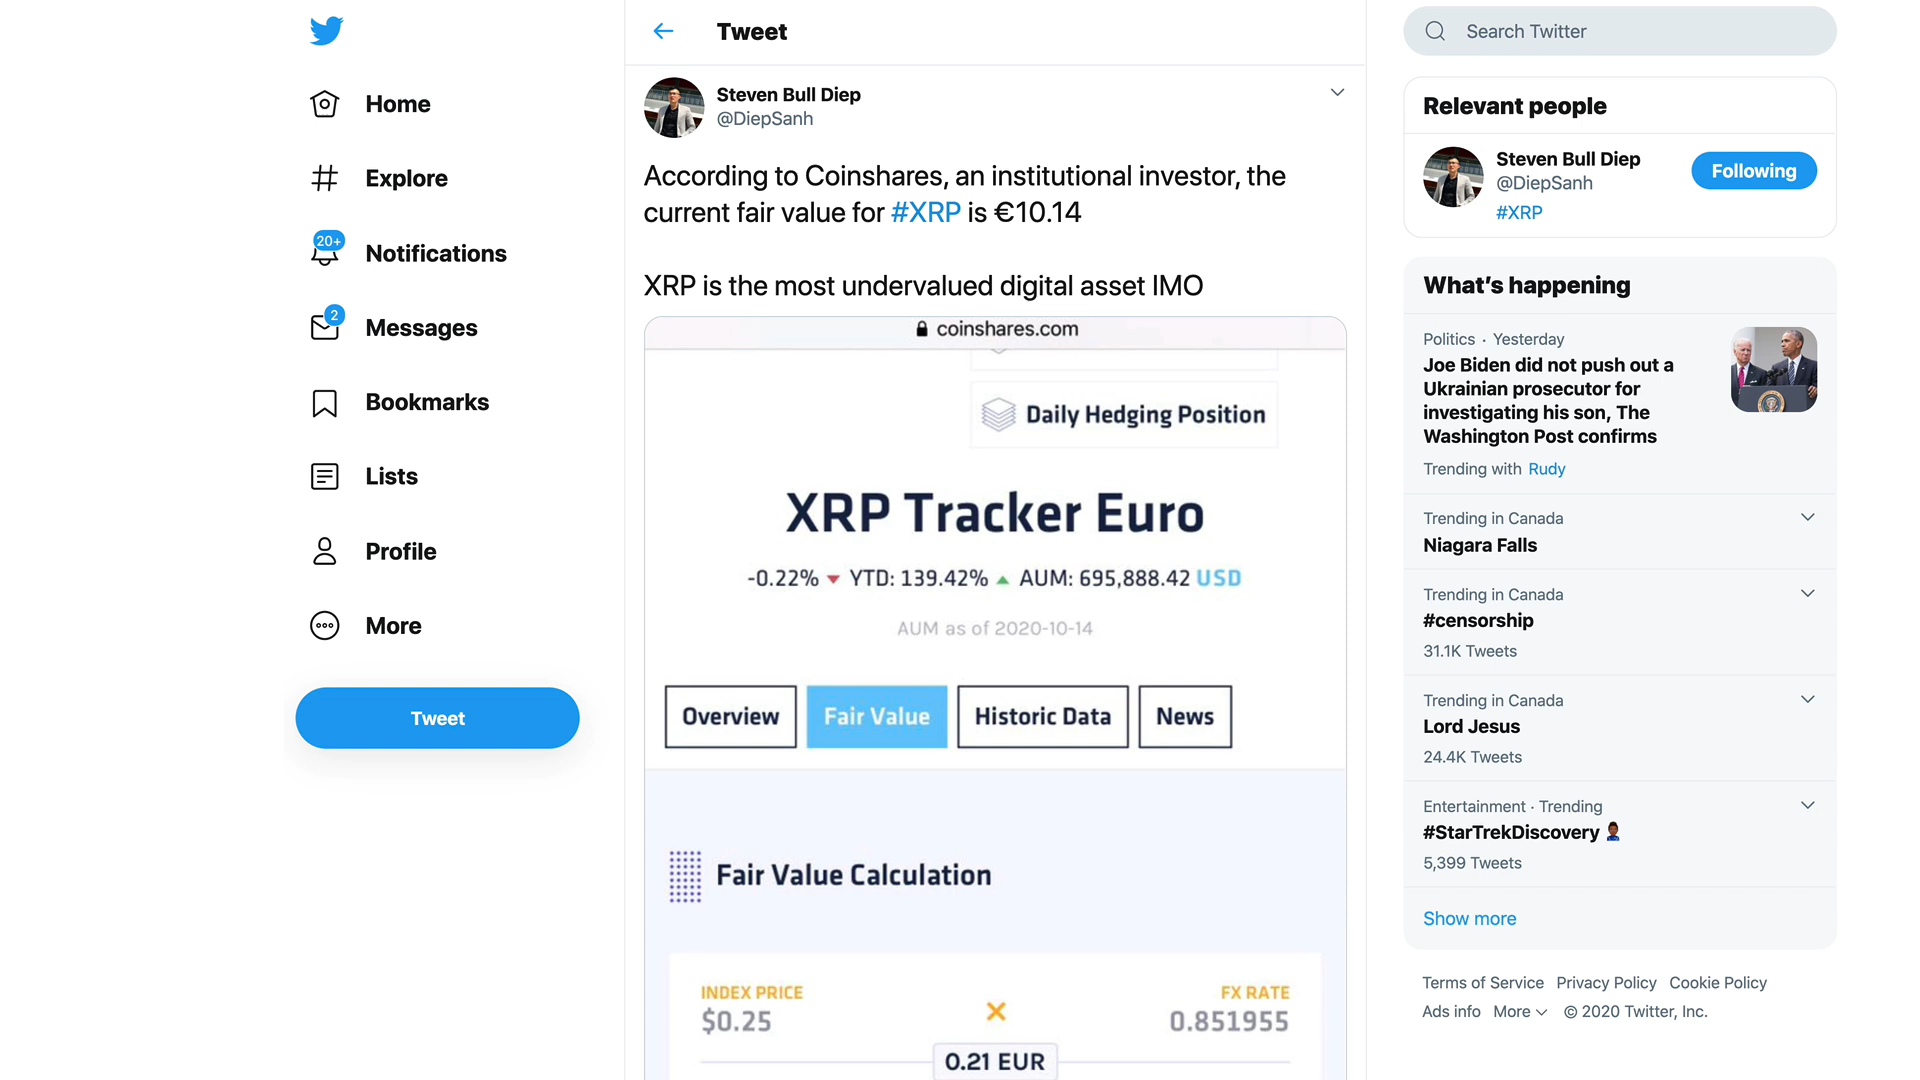 Home
Explore
20+
Notifications
2
Messages
Bookmarks
Lists
Profile
More
Tweet
Tweet
Steven Bull Diep
@DiepSanh
According to Coinshares, an institutional investor, the
current fair value for #XRP is €10.14
XRP is the most undervalued digital asset IMO
coinshares.com
Daily Hedging Position
XRP Tracker Euro
-0.22% YTD: 139.42% AUM: 695,888.42 USD
AUM as of 2020-10-14
Overview Fair Value Historic Data News
Fair Value Calculation
INDEX PRICE
$0.25
×
FX RATE
0.851955
0.21 EUR
Search Twitter
Relevant people
Steven Bull Diep
@DiepSanh
#XRP
Following
What's happening
Politics · Yesterday
Joe Biden did not push out a
Ukrainian prosecutor for
investigating his son, The
Washington Post confirms
Trending with Rudy
Trending in Canada
Niagara Falls
Trending in Canada
#censorship
31.1K Tweets
Trending in Canada
Lord Jesus
24.4K Tweets
Entertainment · Trending
#StarTrekDiscovery
5,399 Tweets
Show more
Terms of Service Privacy Policy Cookie Policy
Ads info More © 2020 Twitter, Inc.